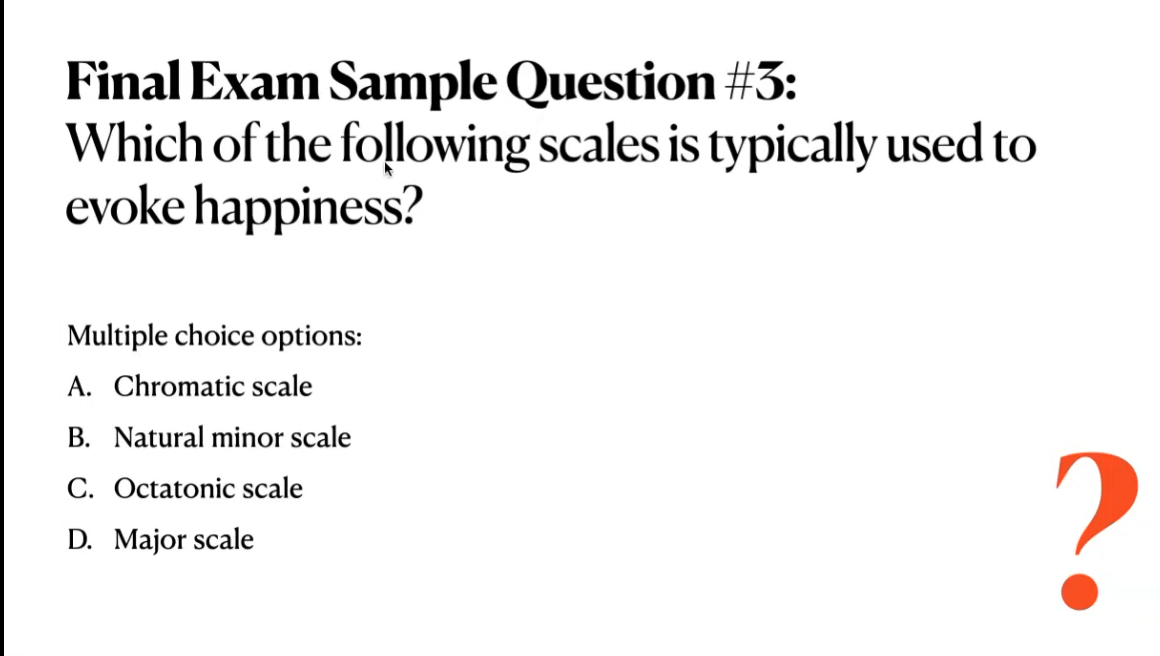 Final Exam Sample Question #3:
Which of the following scales is typically used to
evoke happiness?
Multiple choice options:
A. Chromatic scale
B. Natural minor scale
C. Octatonic scale
D. Major scale
?